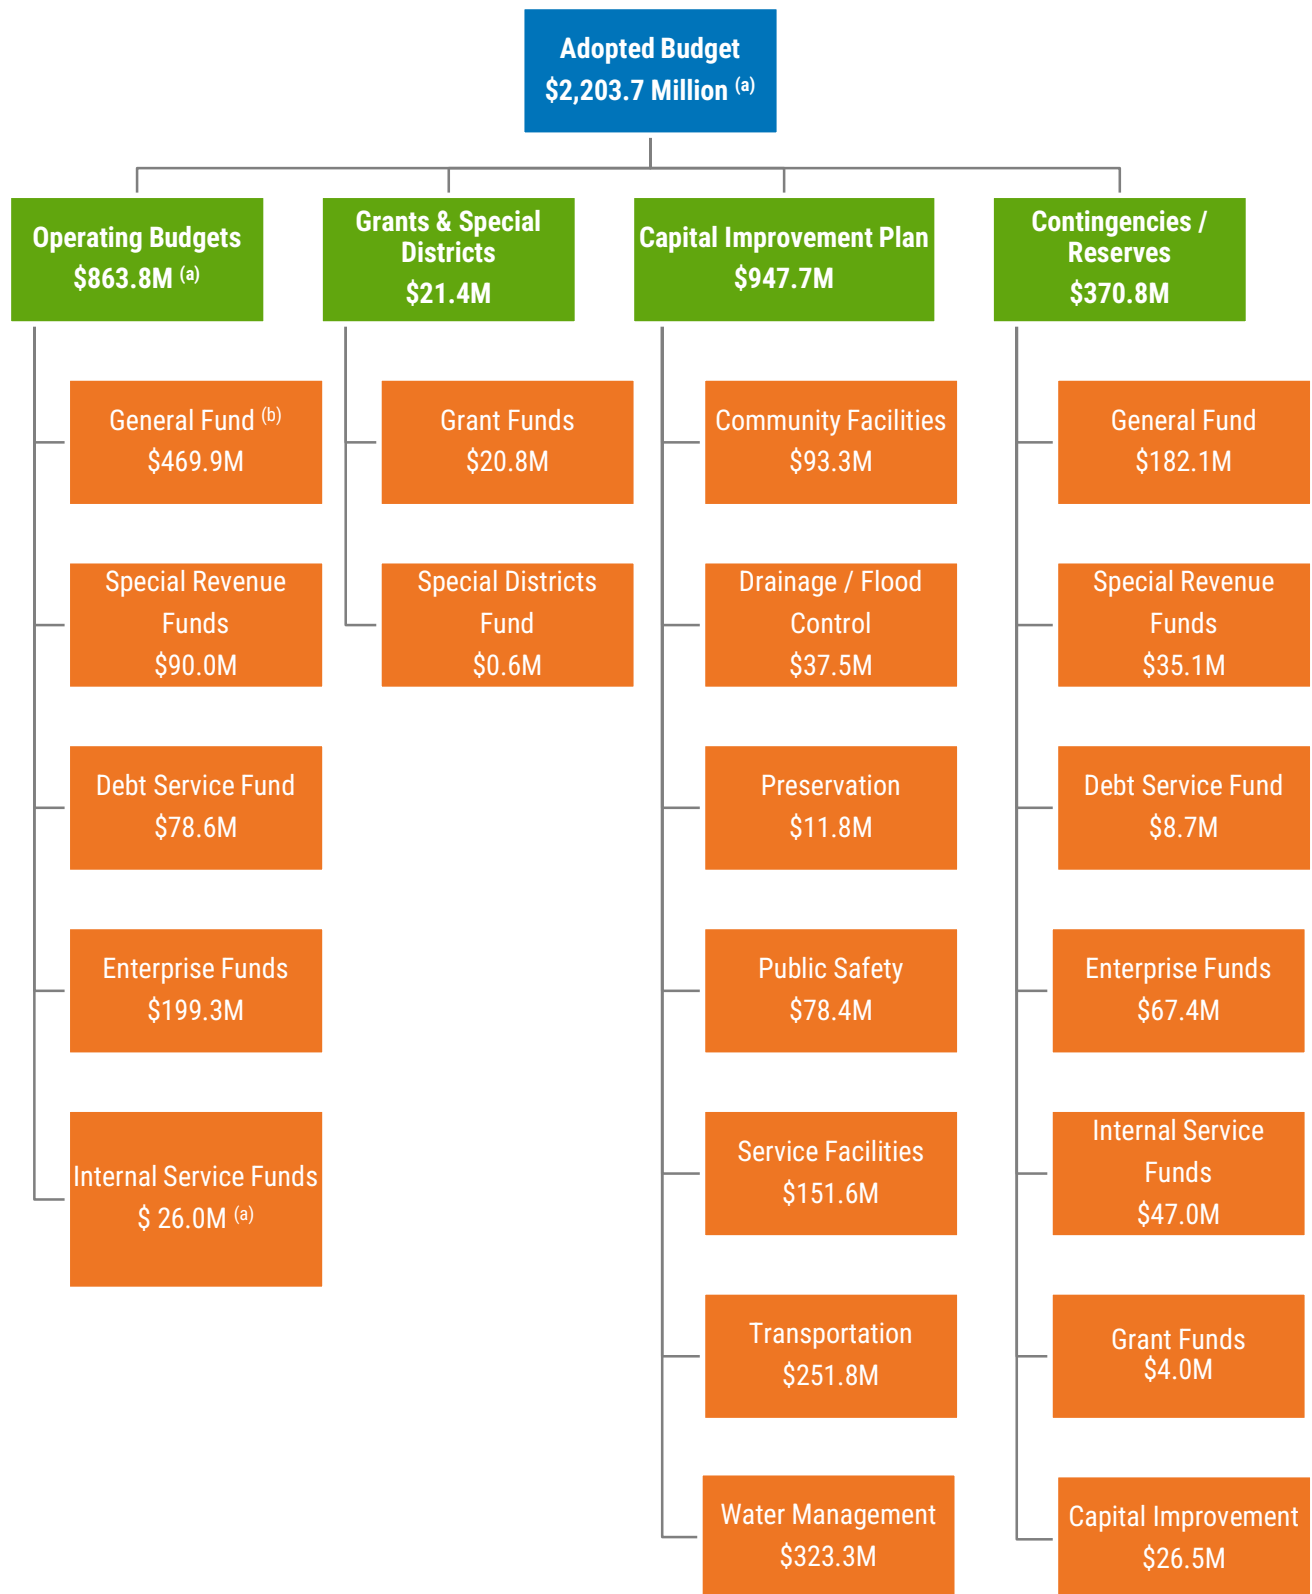 Adopted Budget
$2,203.7 Million (a)
Operating Budgets
$863.8M (a)
Grants & Special
Districts
$21.4M
Capital Improvement Plan
$947.7M
Contingencies /
Reserves
$370.8M
General Fund (b)
$469.9M
Special Revenue
Funds
$90.0M
Debt Service Fund
$78.6M
Enterprise Funds
$199.3M
Internal Service Funds
$ 26.0M (a)
Grant Funds
$20.8M
Special Districts
Fund
$0.6M
Community Facilities
$93.3M
Drainage / Flood
Control
$37.5M
Preservation
$11.8M
Public Safety
$78.4M
Service Facilities
$151.6M
Transportation
$251.8M
Water Management
$323.3M
General Fund
$182.1M
Special Revenue
Funds
$35.1M
Debt Service Fund
$8.7M
Enterprise Funds
$67.4M
Internal Service
Funds
$47.0M
Grant Funds
$4.0M
Capital Improvement
$26.5M